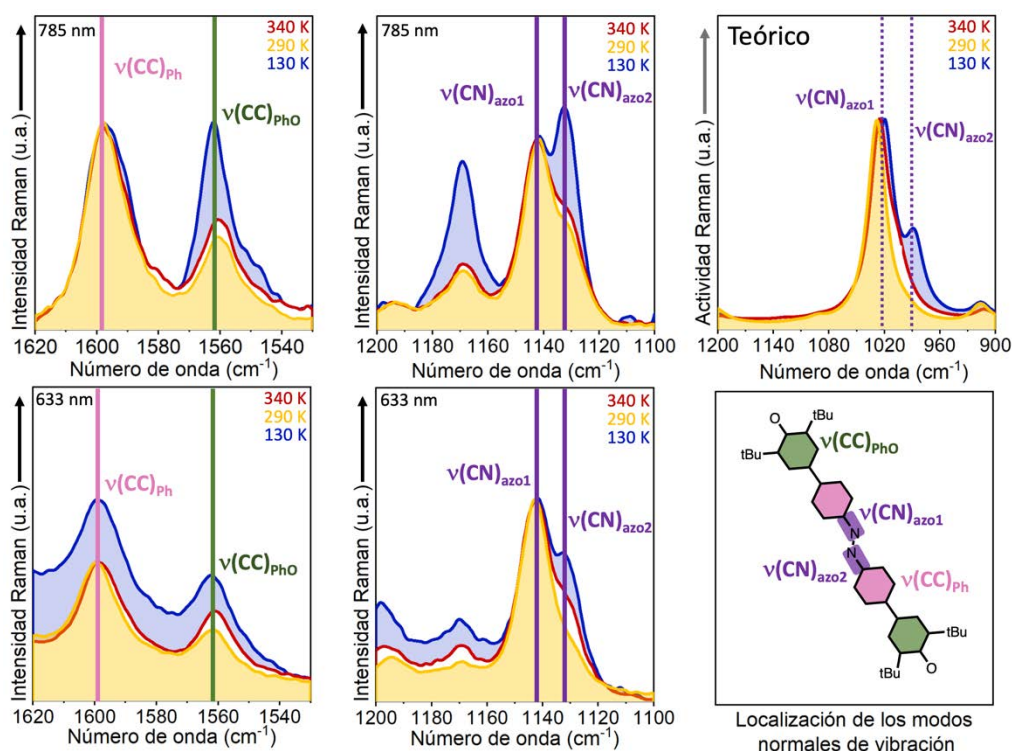 785 nm
340 K
290 K
130 K
ν(CC)Ph
ν(CC)PhO
Intensidad Raman (u.a.)
1620 1600 1580 1560 1540
Número de onda (cm-1)
785 nm
340 K
290 K
130 K
ν(CN)azo1
ν(CN)azo2
Intensidad Raman (u.a.)
1200 1180 1160 1140 1120 1100
Número de onda (cm-1)
Teórico
340 K
290 K
130 K
ν(CN)azo1
ν(CN)azo2
Actividad Raman (u.a.)
1200 1140 1080 1020 960 900
Número de onda (cm-1)
633 nm
340 K
290 K
130 K
ν(CC)Ph
ν(CC)PhO
Intensidad Raman (u.a.)
1620 1600 1580 1560 1540
Número de onda (cm-1)
633 nm
340 K
290 K
130 K
ν(CN)azo1
ν(CN)azo2
Intensidad Raman (u.a.)
1200 1180 1160 1140 1120 1100
Número de onda (cm-1)
O
tBu
tBu
ν(CC)PhO
ν(CN)azo1
N
N
ν(CN)azo2
ν(CC)Ph
tBu
tBu
O
Localización de los modos
normales de vibración